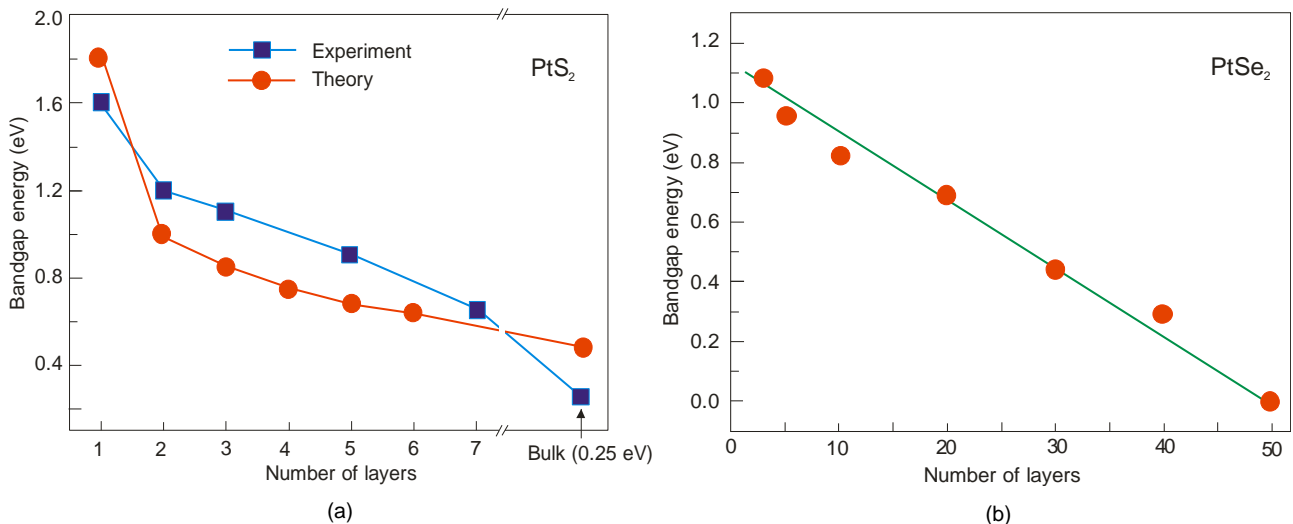 2.0
1.6
1.2
0.8
0.4
Bandgap energy (eV)
Experiment
Theory
PtS₂
1 2 3 4 5 6 7
Bulk (0.25 eV)
Number of layers
(a)
1.2
1.0
0.8
0.6
0.4
0.2
0.0
Bandgap energy (eV)
PtSe₂
0 10 20 30 40 50
Number of layers
(b)